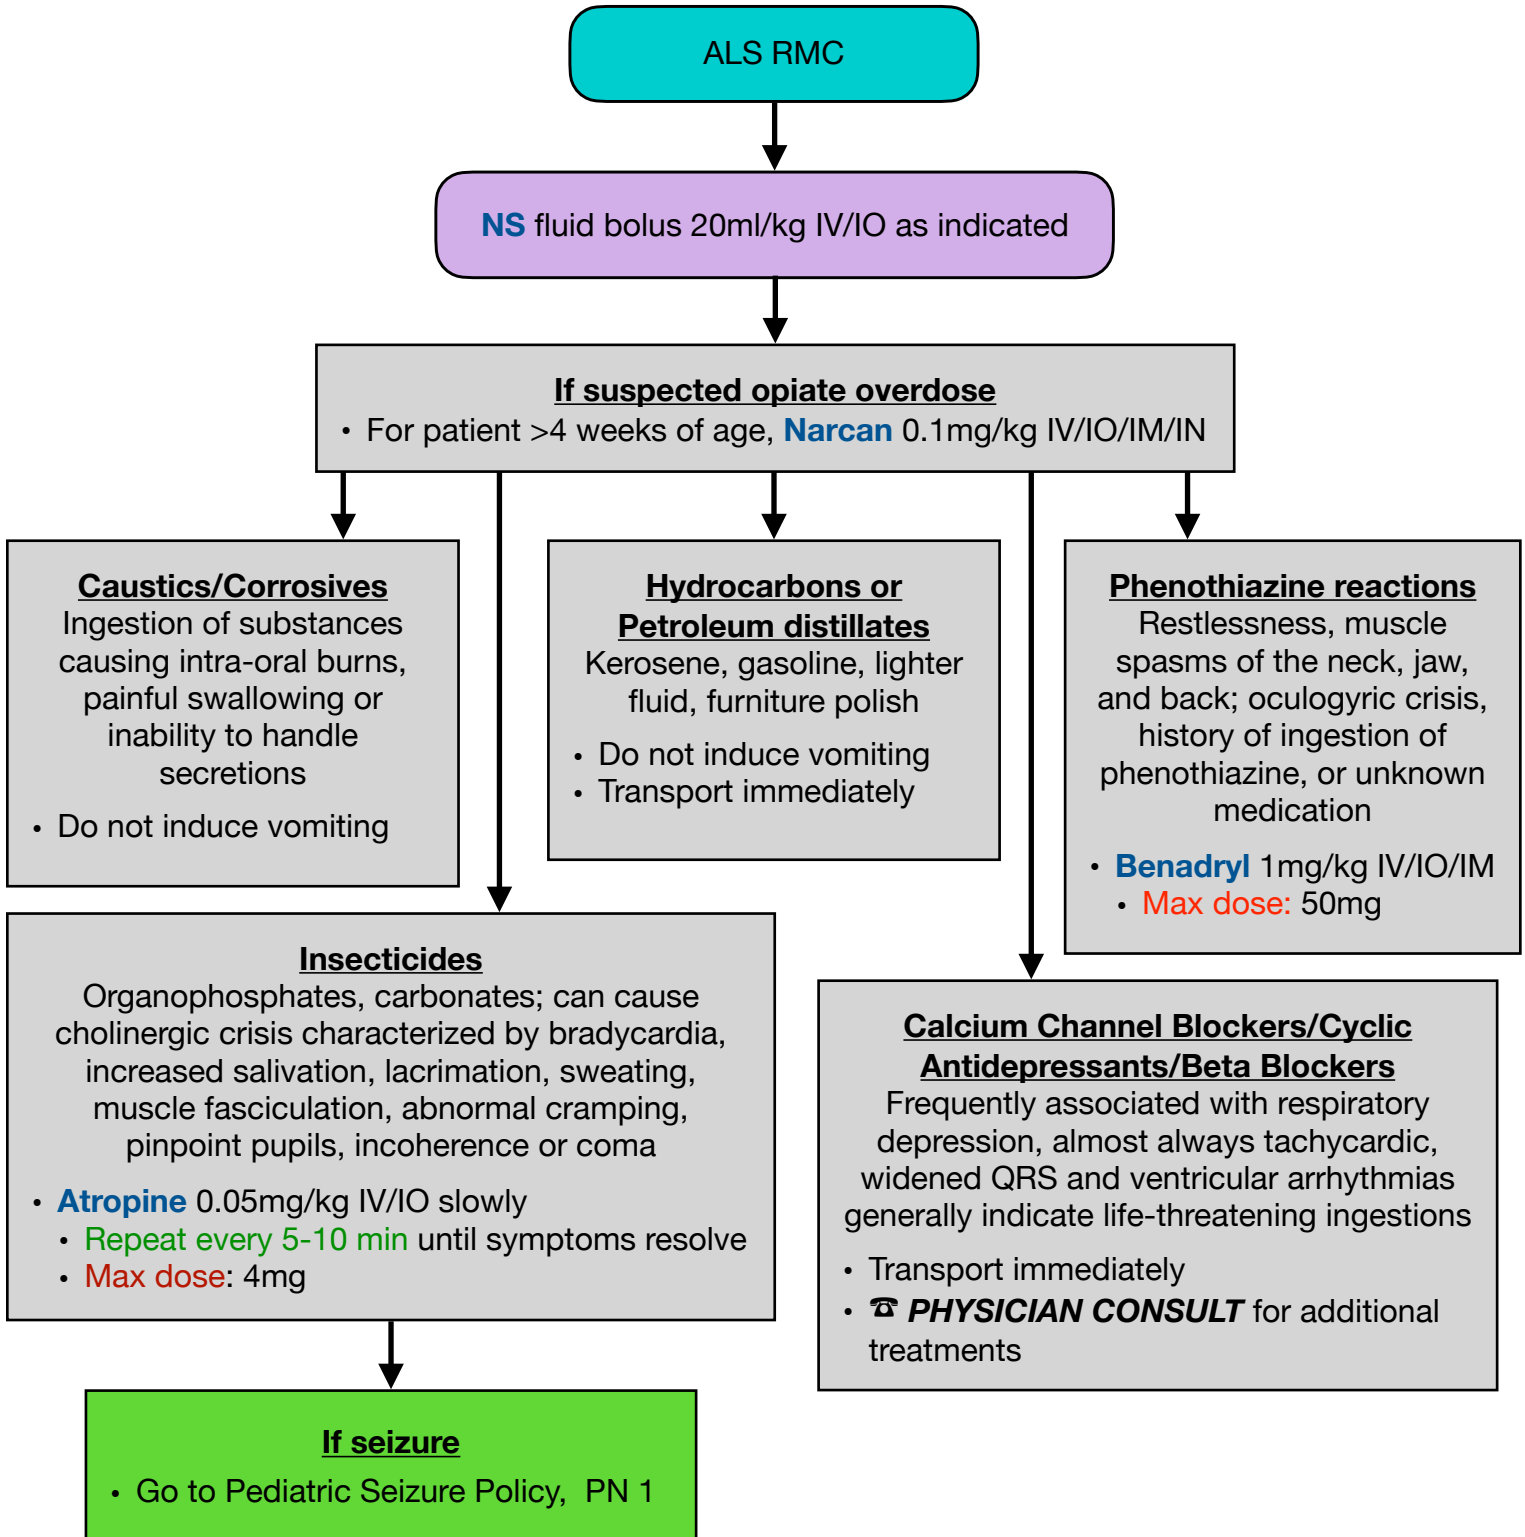 ALS RMC
NS fluid bolus 20ml/kg IV/IO as indicated
If suspected opiate overdose
• For patient >4 weeks of age, Narcan 0.1mg/kg IV/IO/IM/IN
Caustics/Corrosives
Ingestion of substances
causing intra-oral burns,
painful swallowing or
inability to handle
secretions
• Do not induce vomiting
Hydrocarbons or
Petroleum distillates
Kerosene, gasoline, lighter
fluid, furniture polish
• Do not induce vomiting
• Transport immediately
Phenothiazine reactions
Restlessness, muscle
spasms of the neck, jaw,
and back; oculogyric crisis,
history of ingestion of
phenothiazine, or unknown
medication
• Benadryl 1mg/kg IV/IO/IM
• Max dose: 50mg
Insecticides
Organophosphates, carbonates; can cause
cholinergic crisis characterized by bradycardia,
increased salivation, lacrimation, sweating,
muscle fasciculation, abnormal cramping,
pinpoint pupils, incoherence or coma
• Atropine 0.05mg/kg IV/IO slowly
• Repeat every 5-10 min until symptoms resolve
• Max dose: 4mg
Calcium Channel Blockers/Cyclic
Antidepressants/Beta Blockers
Frequently associated with respiratory
depression, almost always tachycardic,
widened QRS and ventricular arrhythmias
generally indicate life-threatening ingestions
• Transport immediately
• ☎ PHYSICIAN CONSULT for additional
treatments
If seizure
• Go to Pediatric Seizure Policy, PN 1